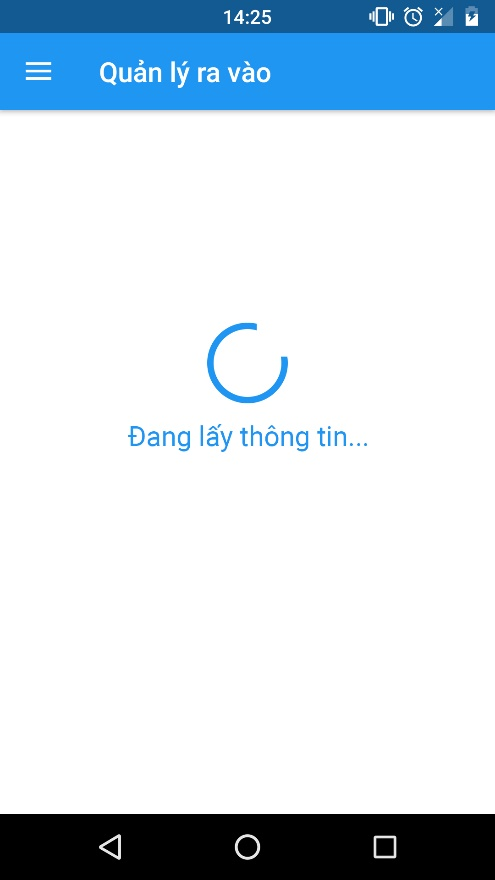 14:25
Quản lý ra vào
Đang lấy thông tin...